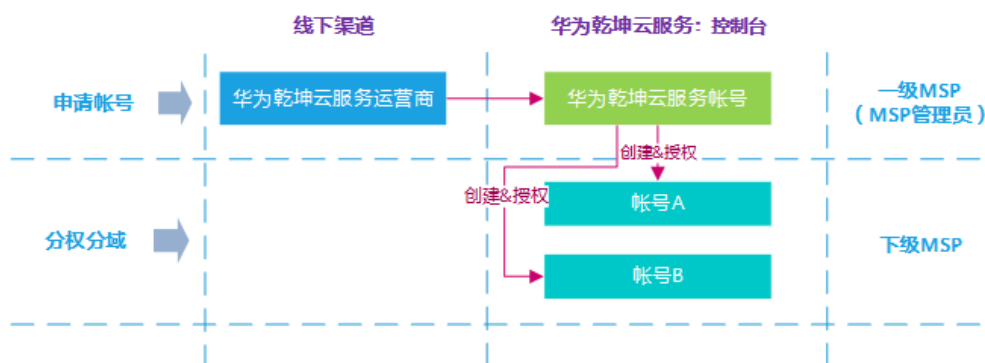 线下渠道
华为乾坤云服务：控制台
申请帐号
华为乾坤云服务运营商
华为乾坤云服务帐号
一级MSP
（MSP管理员）
创建&授权
创建&授权
帐号A
分权分域
下级MSP
帐号B